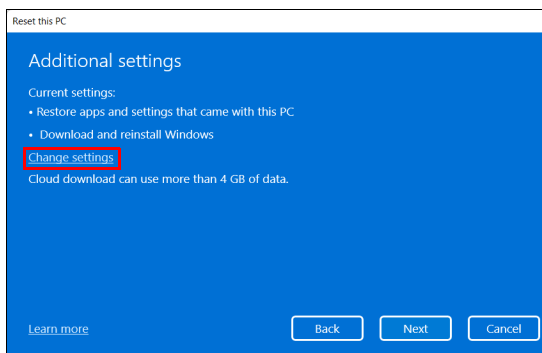 Reset this PC
Additional settings
Current settings:
• Restore apps and settings that came with this PC
• Download and reinstall Windows
Change settings
Cloud download can use more than 4 GB of data.
Learn more
Back
Next
Cancel